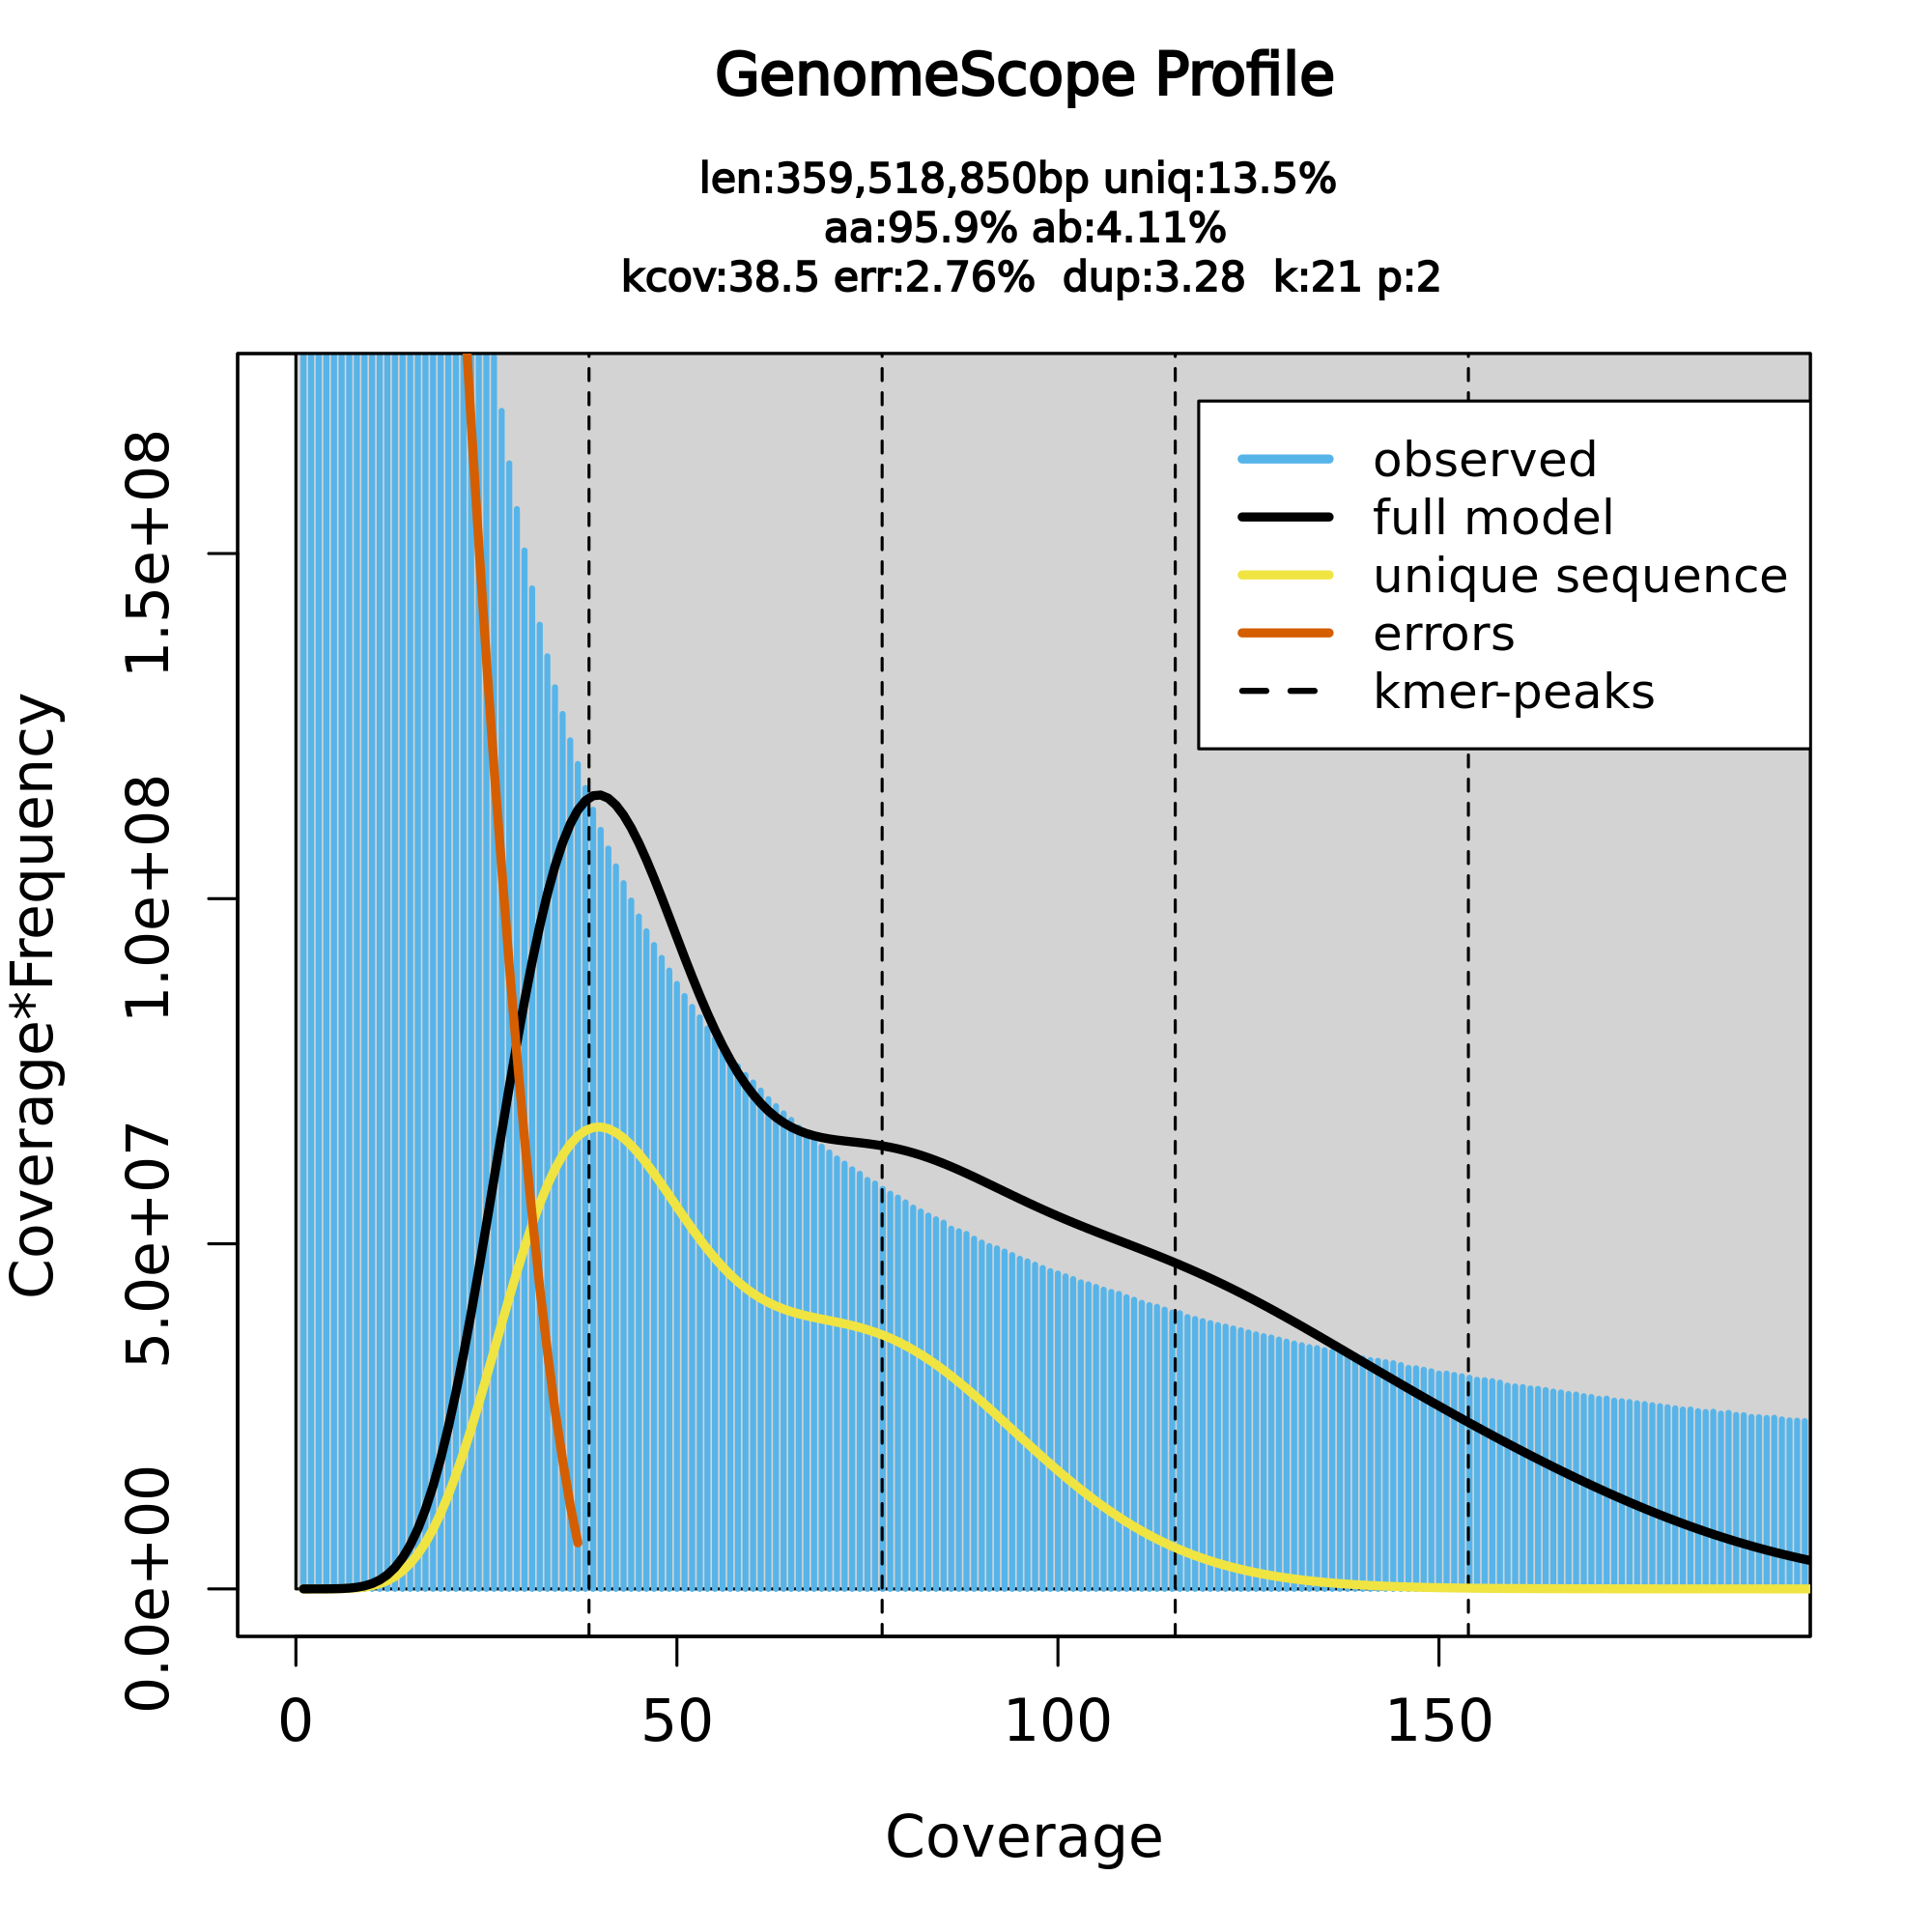 GenomeScope Profile
len:359,518,850bp uniq:13.5%
aa:95.9% ab:4.11%
kcov:38.5 err:2.76% dup:3.28 k:21 p:2
observed
full model
unique sequence
errors
kmer-peaks
Coverage*Frequency
1.5e+08
1.0e+08
5.0e+07
0.0e+00
0 50 100 150
Coverage